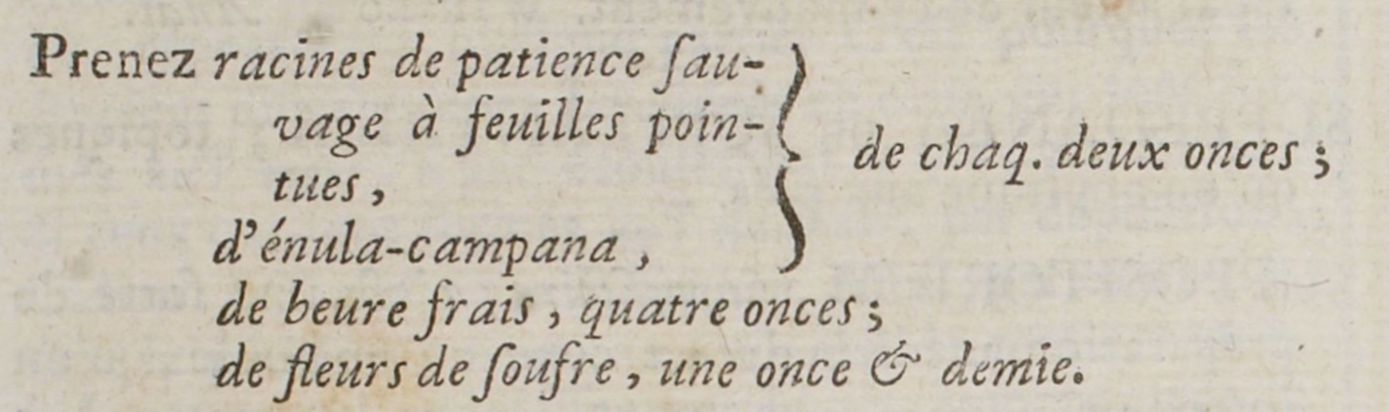 Prenez racines de patience ſau-
vage à feuilles poin-
tues,
d'énula-campana,
de chaq. deux onces;
de beure frais, quatre onces;
de fleurs de ſoufre, une once & demie.